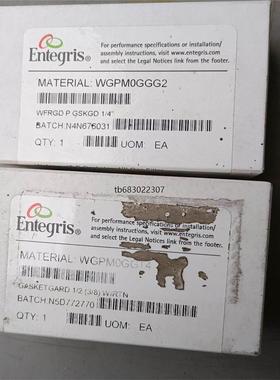 Entegris®
For performance specifications or installation/
assembly instructions, visit www.entegris.com and
select the Legal Notices link from the footer.
MATERIAL: WGPM0GGG2
WFRGD P GSKGD 1/4"
BATCH:N4N676031
QTY: 1 UOM: EA
tb683022307
Entegris®
For performance specifications or installation/
assembly instructions, visit www.entegris.com and
select the Legal Notices link from the footer.
MATERIAL: WGPM0GGT4
GASKETGARD 1/2 (3/8) W/RTN
BATCH:N5D772770
QTY: 1 UOM: EA